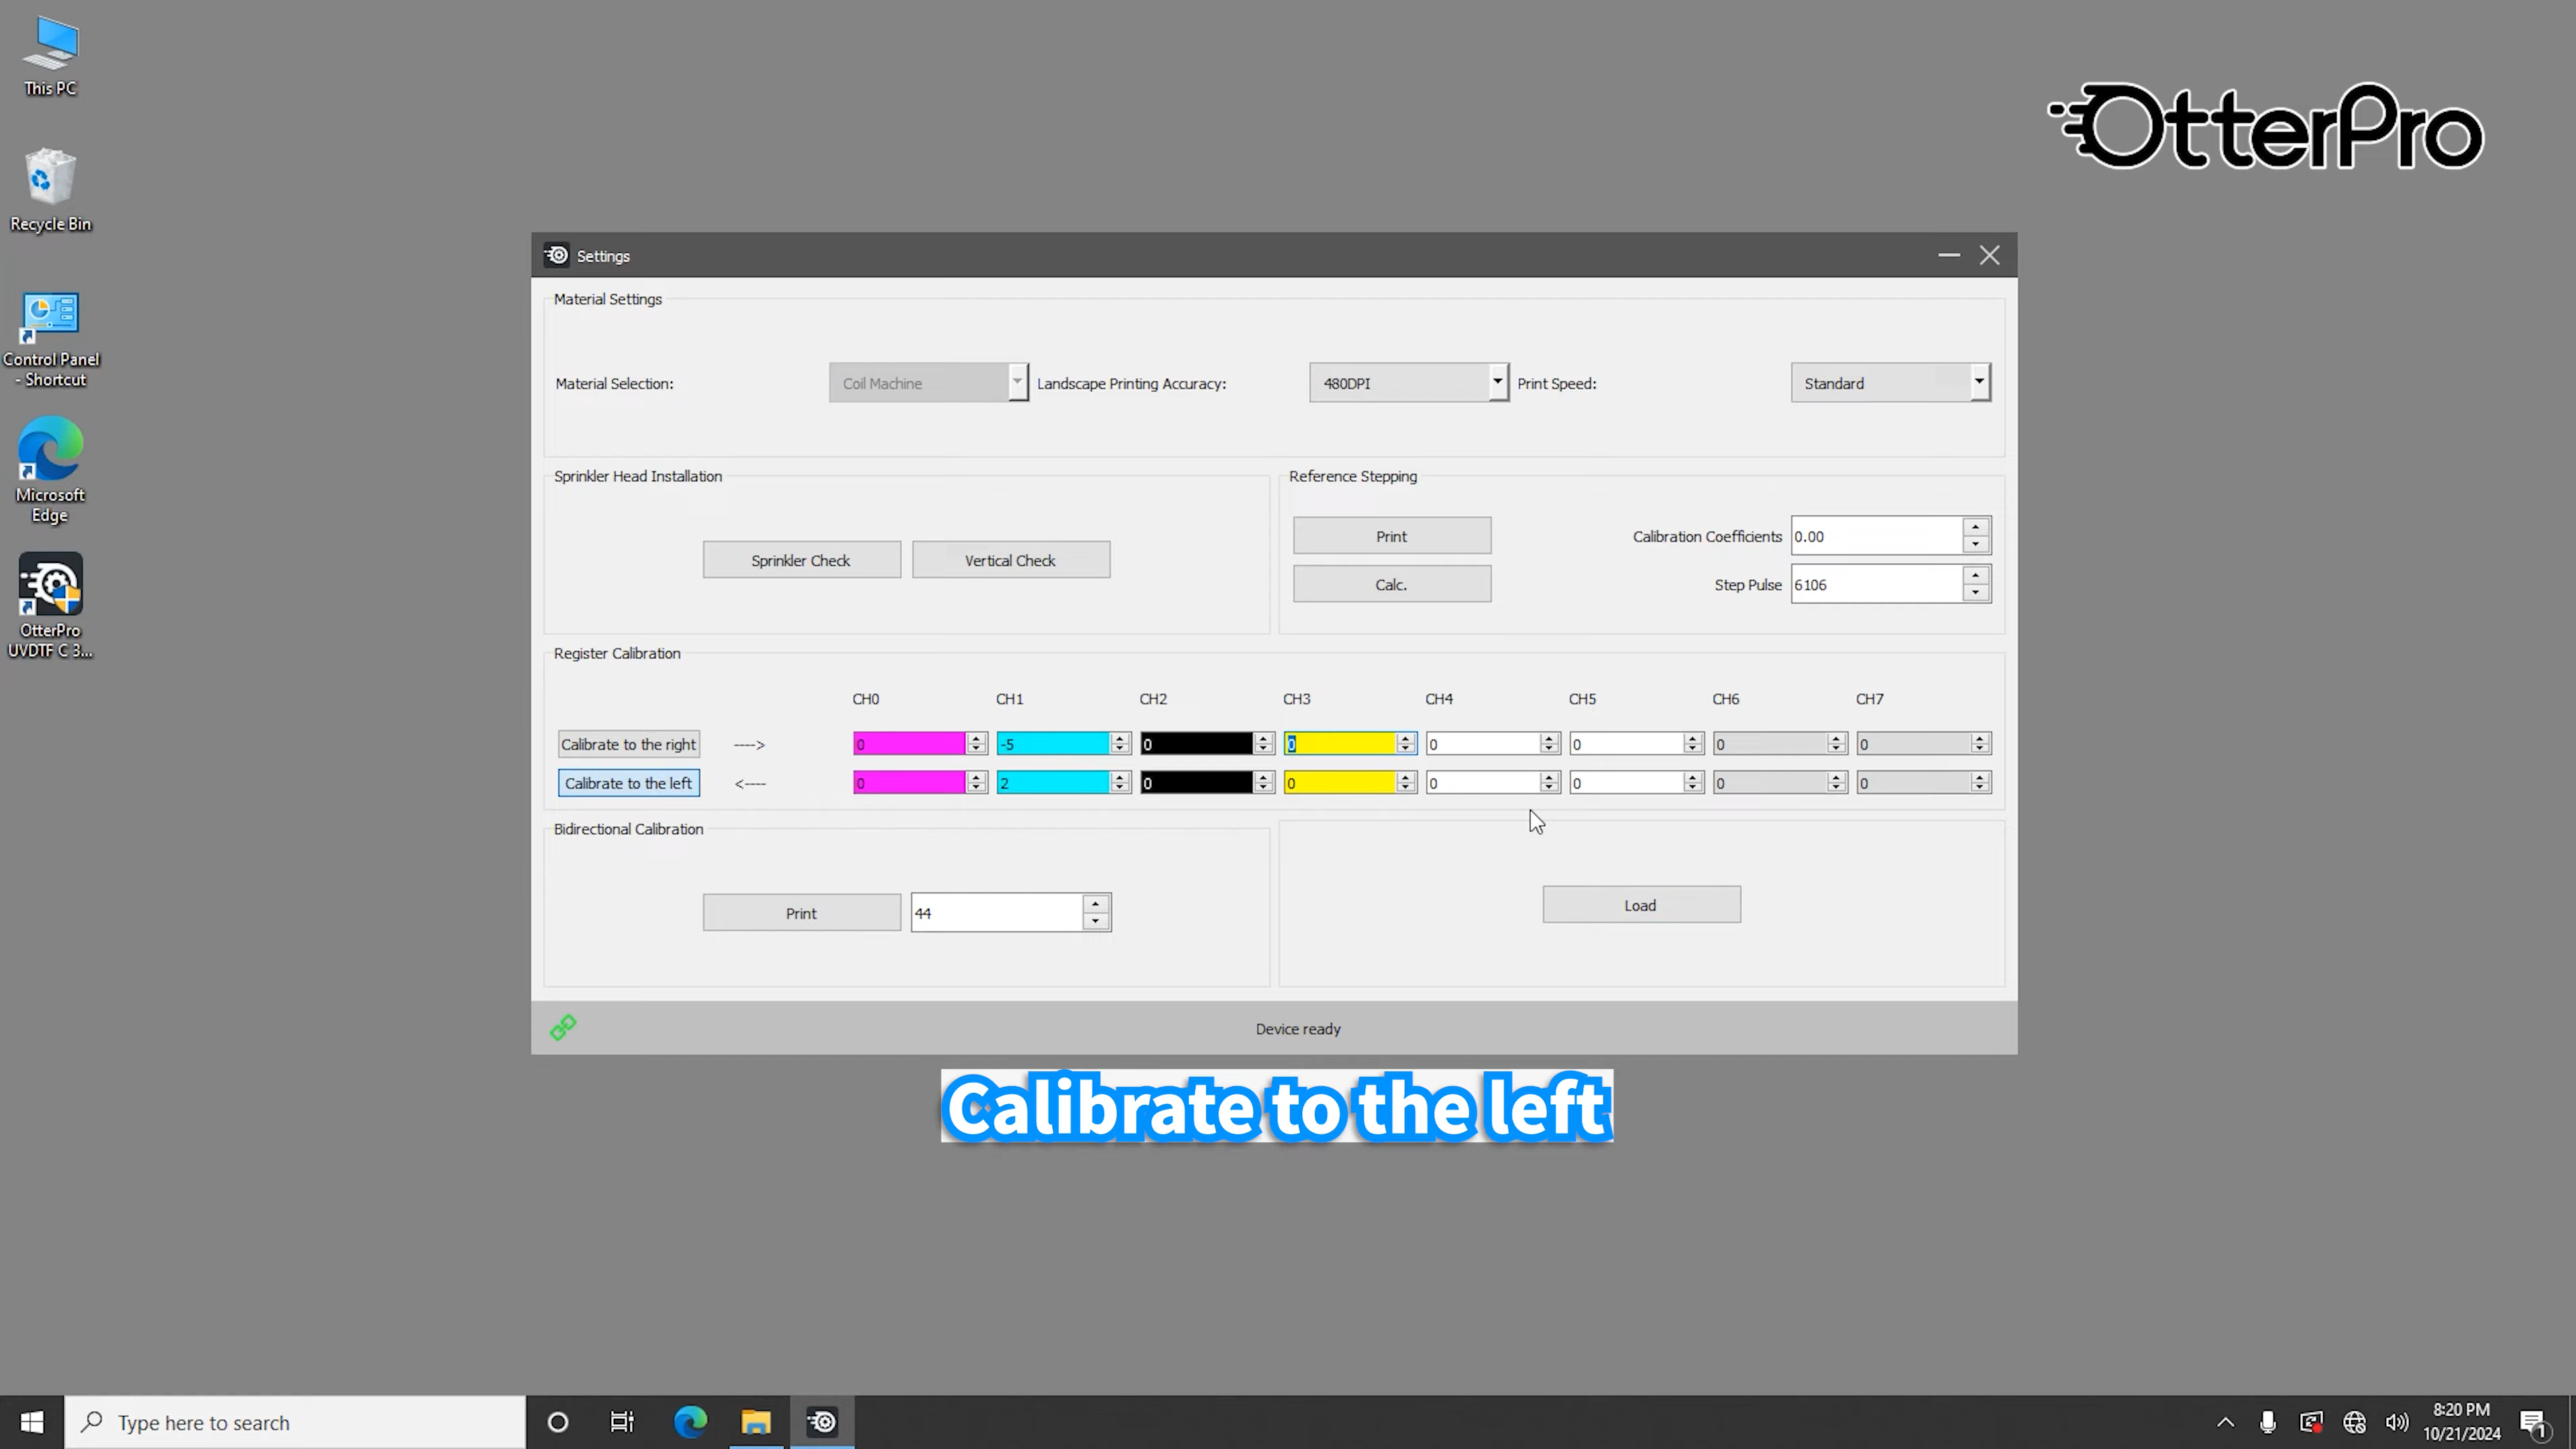 This PC
Recycle Bin
Control Panel
- Shortcut
Microsoft
Edge
OtterPro
UVDTF C 3...
OtterPro
Settings
Material Settings
Material Selection:
Coil Machine
Landscape Printing Accuracy:
480DPI
Print Speed:
Standard
Sprinkler Head Installation
Sprinkler Check
Vertical Check
Reference Stepping
Print
Calibration Coefficients
0.00
Calc.
Step Pulse
6106
Register Calibration
CH0 CH1 CH2 CH3 CH4 CH5 CH6 CH7
Calibrate to the right ----> 0 -5 0 0 0 0 0 0
Calibrate to the left <---- 0 2 0 0 0 0 0 0
Bidirectional Calibration
Print
44
Load
Device ready
Calibrate to the left
Type here to search
8:20 PM
10/21/2024
1